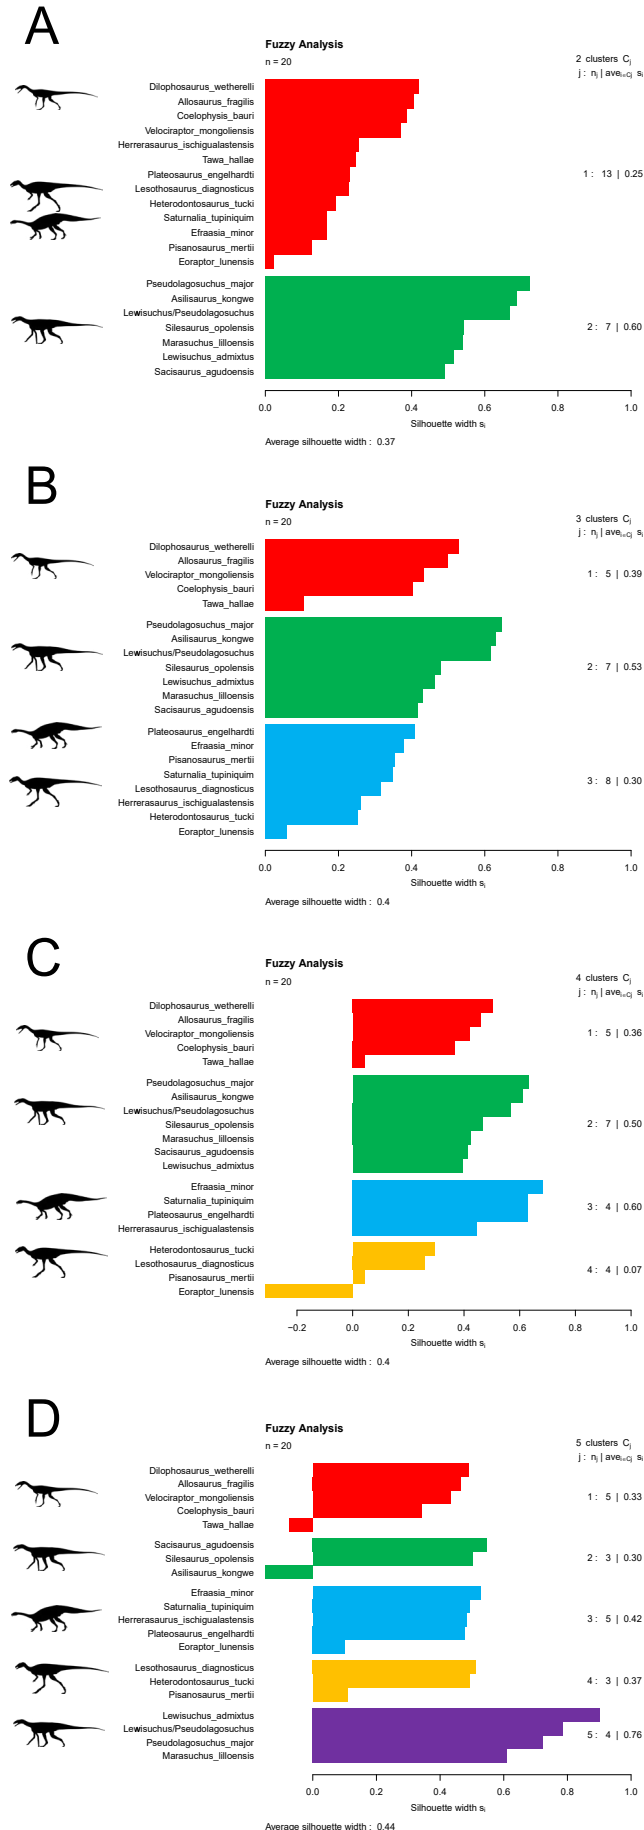 A
Fuzzy Analysis
n = 20
2 clusters Cj
j : nj | avei∈Cj si
Dilophosaurus_wetherelli
Allosaurus_fragilis
Coelophysis_bauri
Velociraptor_mongoliensis
Herrerasaurus_ischigualastensis
Tawa_hallae
Plateosaurus_engelhardti
Lesothosaurus_diagnosticus
Heterodontosaurus_tucki
Saturnalia_tupiniquim
Efraasia_minor
Pisanosaurus_mertii
Eoraptor_lunensis
1 : 13 | 0.25
Pseudolagosuchus_major
Asilisaurus_kongwe
Lewisuchus/Pseudolagosuchus
Silesaurus_opolensis
Marasuchus_lilloensis
Lewisuchus_admixtus
Sacisaurus_agudoensis
2 : 7 | 0.60
0.0 0.2 0.4 0.6 0.8 1.0
Silhouette width si
Average silhouette width : 0.37
B
Fuzzy Analysis
n = 20
3 clusters Cj
j : nj | avei∈Cj si
Dilophosaurus_wetherelli
Allosaurus_fragilis
Velociraptor_mongoliensis
Coelophysis_bauri
Tawa_hallae
1 : 5 | 0.39
Pseudolagosuchus_major
Asilisaurus_kongwe
Lewisuchus/Pseudolagosuchus
Silesaurus_opolensis
Lewisuchus_admixtus
Marasuchus_lilloensis
Sacisaurus_agudoensis
2 : 7 | 0.53
Plateosaurus_engelhardti
Efraasia_minor
Pisanosaurus_mertii
Saturnalia_tupiniquim
Lesothosaurus_diagnosticus
Herrerasaurus_ischigualastensis
Heterodontosaurus_tucki
Eoraptor_lunensis
3 : 8 | 0.30
0.0 0.2 0.4 0.6 0.8 1.0
Silhouette width si
Average silhouette width : 0.4
C
Fuzzy Analysis
n = 20
4 clusters Cj
j : nj | avei∈Cj si
Dilophosaurus_wetherelli
Allosaurus_fragilis
Velociraptor_mongoliensis
Coelophysis_bauri
Tawa_hallae
1 : 5 | 0.36
Pseudolagosuchus_major
Asilisaurus_kongwe
Lewisuchus/Pseudolagosuchus
Silesaurus_opolensis
Marasuchus_lilloensis
Sacisaurus_agudoensis
Lewisuchus_admixtus
2 : 7 | 0.50
Efraasia_minor
Saturnalia_tupiniquim
Plateosaurus_engelhardti
Herrerasaurus_ischigualastensis
3 : 4 | 0.60
Heterodontosaurus_tucki
Lesothosaurus_diagnosticus
Pisanosaurus_mertii
Eoraptor_lunensis
4 : 4 | 0.07
−0.2 0.0 0.2 0.4 0.6 0.8 1.0
Silhouette width si
Average silhouette width : 0.4
D
Fuzzy Analysis
n = 20
5 clusters Cj
j : nj | avei∈Cj si
Dilophosaurus_wetherelli
Allosaurus_fragilis
Velociraptor_mongoliensis
Coelophysis_bauri
Tawa_hallae
1 : 5 | 0.33
Sacisaurus_agudoensis
Silesaurus_opolensis
Asilisaurus_kongwe
2 : 3 | 0.30
Efraasia_minor
Saturnalia_tupiniquim
Herrerasaurus_ischigualastensis
Plateosaurus_engelhardti
Eoraptor_lunensis
3 : 5 | 0.42
Lesothosaurus_diagnosticus
Heterodontosaurus_tucki
Pisanosaurus_mertii
4 : 3 | 0.37
Lewisuchus_admixtus
Lewisuchus/Pseudolagosuchus
Pseudolagosuchus_major
Marasuchus_lilloensis
5 : 4 | 0.76
0.0 0.2 0.4 0.6 0.8 1.0
Silhouette width si
Average silhouette width : 0.44